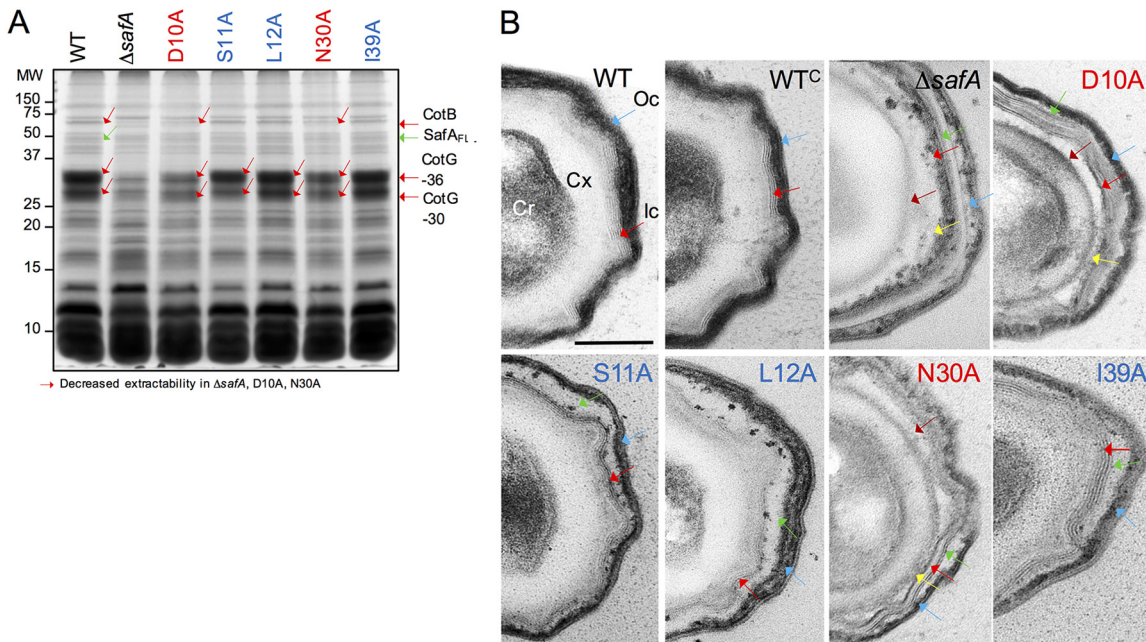 A
WT
ΔsafA
D10A
S11A
L12A
N30A
I39A
MW
150
75
50
37
25
20
15
10
CotB
SafAFL .
CotG
-36
CotG
-30
Decreased extractability in ΔsafA, D10A, N30A
B
WT
Oc
Cx
Cr
Ic
WTC
ΔsafA
D10A
S11A
L12A
N30A
I39A